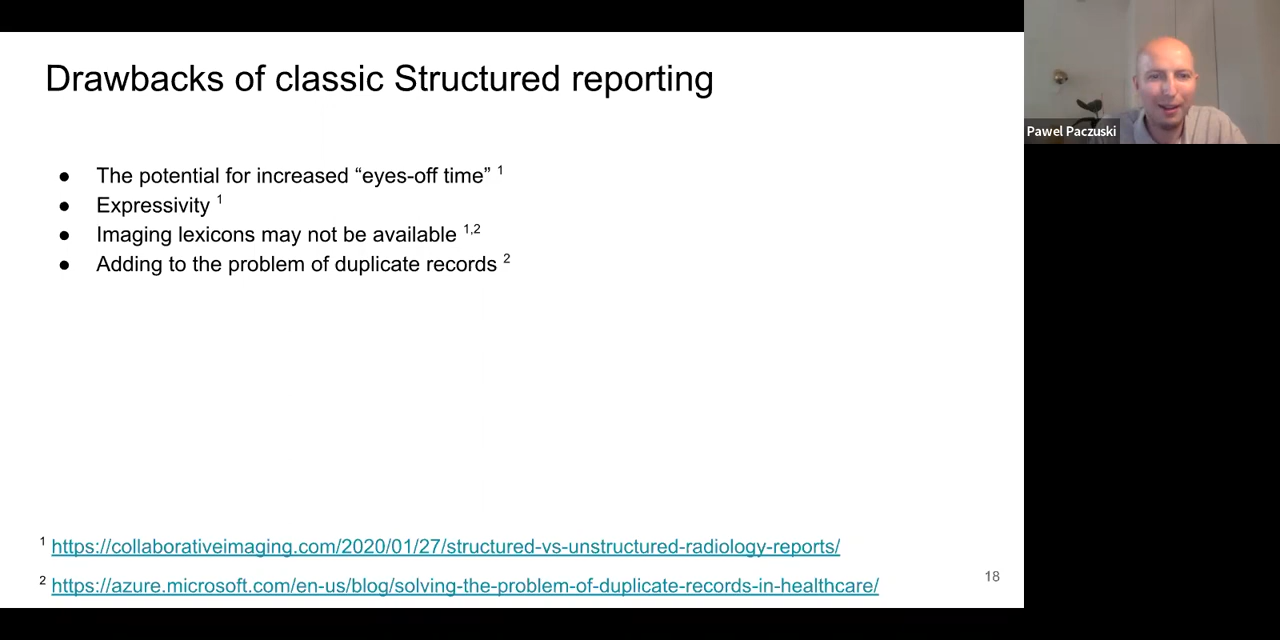 Drawbacks of classic Structured reporting
● The potential for increased “eyes-off time” 1
● Expressivity 1
● Imaging lexicons may not be available 1,2
● Adding to the problem of duplicate records 2
1 https://collaborativeimaging.com/2020/01/27/structured-vs-unstructured-radiology-reports/
2 https://azure.microsoft.com/en-us/blog/solving-the-problem-of-duplicate-records-in-healthcare/
18
Pawel Paczuski